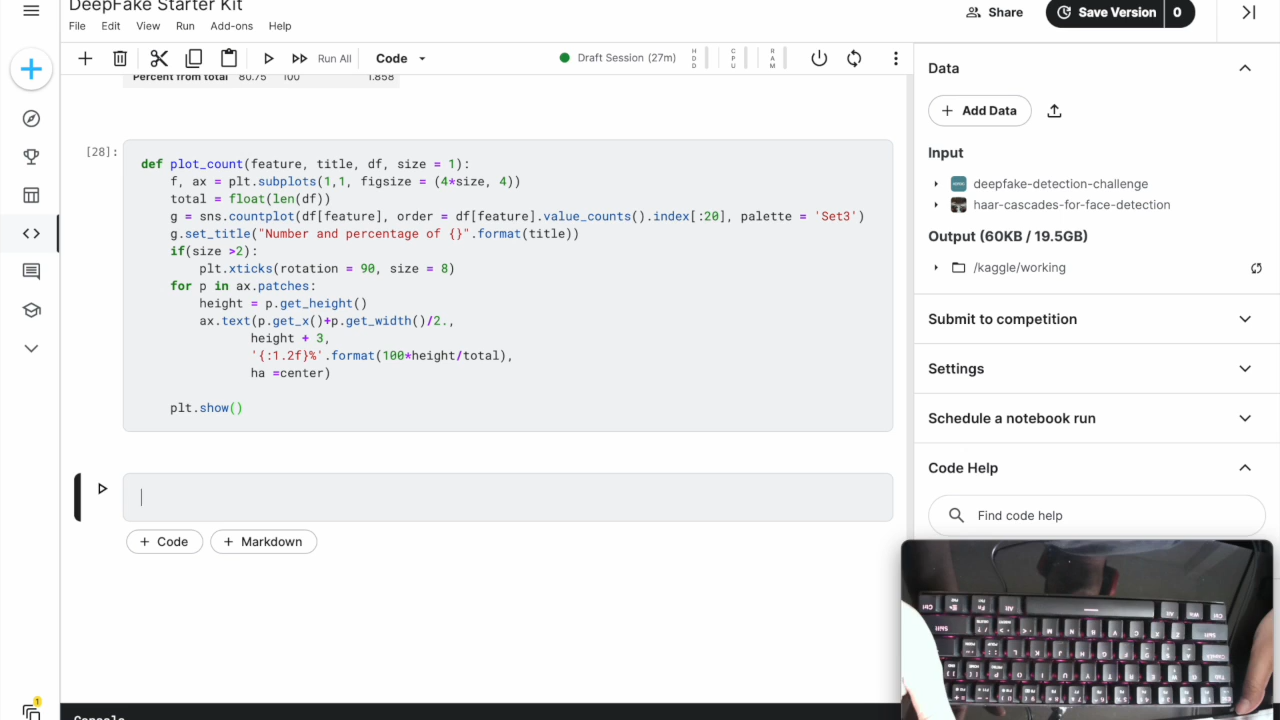 DeepFake Starter Kit
File Edit View Run Add-ons Help
Share
Save Version 0
Run All
Code
Draft Session (27m)
HDD
CPU
RAM
Percent from total 80.75 100 1.858
[28]:
def plot_count(feature, title, df, size = 1):
    f, ax = plt.subplots(1,1, figsize = (4*size, 4))
    total = float(len(df))
    g = sns.countplot(df[feature], order = df[feature].value_counts().index[:20], palette = 'Set3')
    g.set_title("Number and percentage of {}".format(title))
    if(size >2):
        plt.xticks(rotation = 90, size = 8)
    for p in ax.patches:
        height = p.get_height()
        ax.text(p.get_x()+p.get_width()/2.,
               height + 3,
               '{:1.2f}%'.format(100*height/total),
               ha =center)
    plt.show()
+ Code
+ Markdown
Console
Data
+ Add Data
Input
deepfake-detection-challenge
haar-cascades-for-face-detection
Output (60KB / 19.5GB)
/kaggle/working
Submit to competition
Settings
Schedule a notebook run
Code Help
Find code help
1